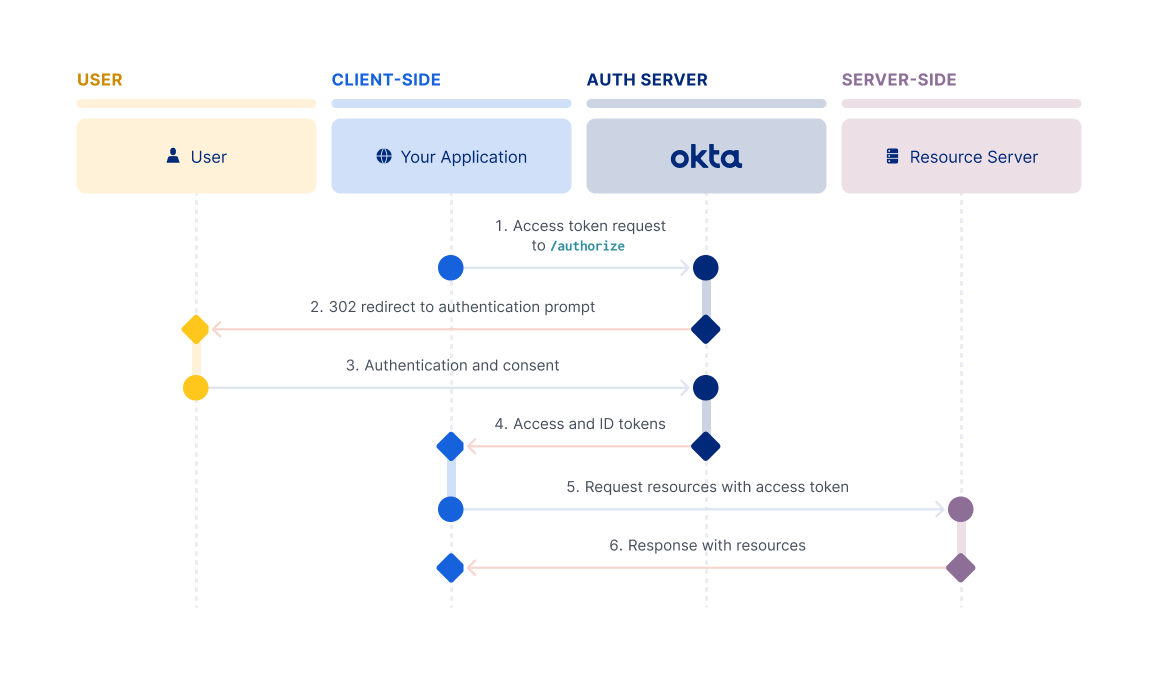 USER
CLIENT-SIDE
AUTH SERVER
SERVER-SIDE
User
Your Application
okta
Resource Server
1. Access token request
to /authorize
2. 302 redirect to authentication prompt
3. Authentication and consent
4. Access and ID tokens
5. Request resources with access token
6. Response with resources